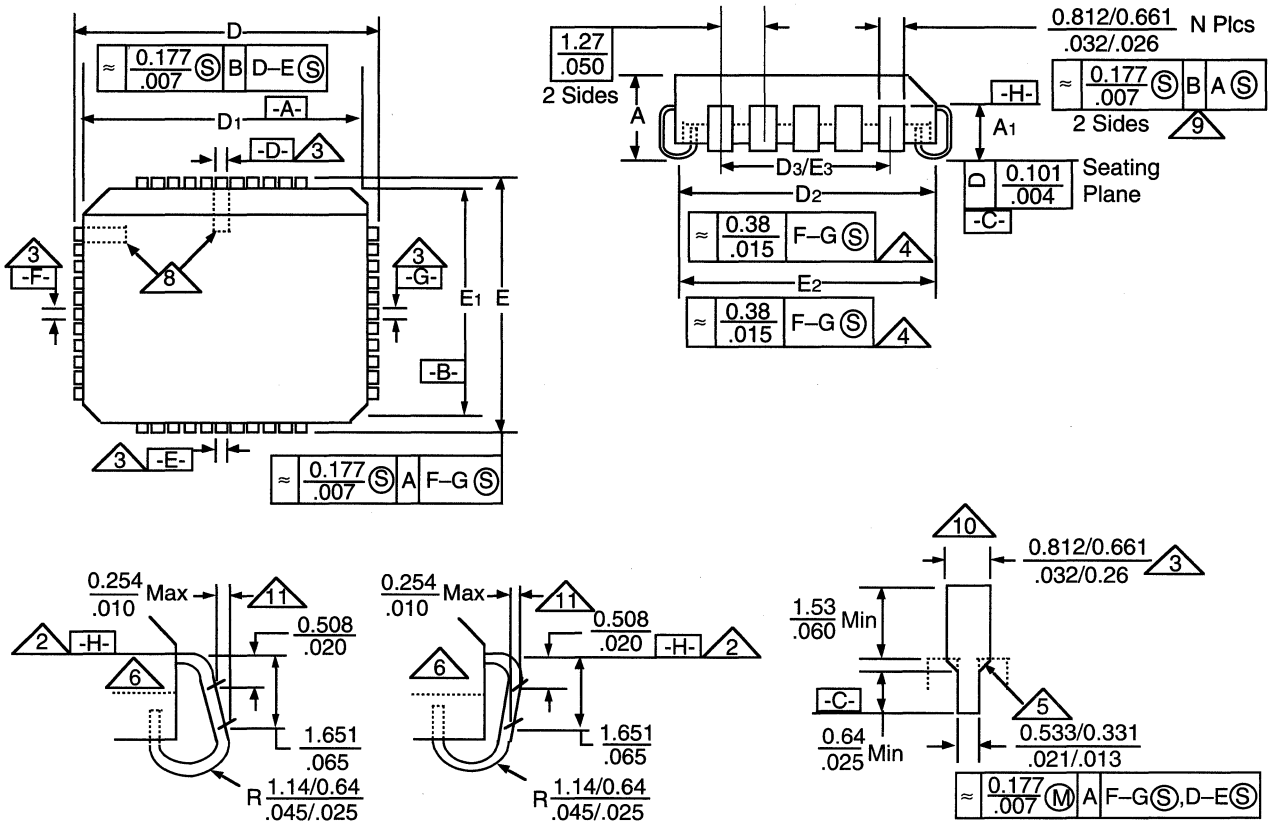 D
≈ 0.177/.007 Ⓢ B D–E Ⓢ
-A-
D1
-D- 3
3
-F-
8
3
-G-
E1 E
-B-
3 -E-
≈ 0.177/.007 Ⓢ A F–G Ⓢ
1.27/.050
2 Sides
0.812/0.661 N Plcs
.032/.026
≈ 0.177/.007 Ⓢ B A Ⓢ
2 Sides 9
-H-
A
A1
D3/E3
D2
D 0.101/.004
-C-
Seating
Plane
≈ 0.38/.015 F–G Ⓢ 4
E2
≈ 0.38/.015 F–G Ⓢ 4
0.254/.010 Max 11
0.508/.020
2 -H-
6
1.651/.065
R 1.14/0.64
.045/.025
0.254/.010 Max 11
0.508/.020
-H- 2
6
1.651/.065
R 1.14/0.64
.045/.025
10
0.812/0.661 3
.032/0.26
1.53/.060 Min
-C-
5
0.64/.025 Min
0.533/0.331
.021/.013
≈ 0.177/.007 Ⓜ A F–GⓈ,D–EⓈ